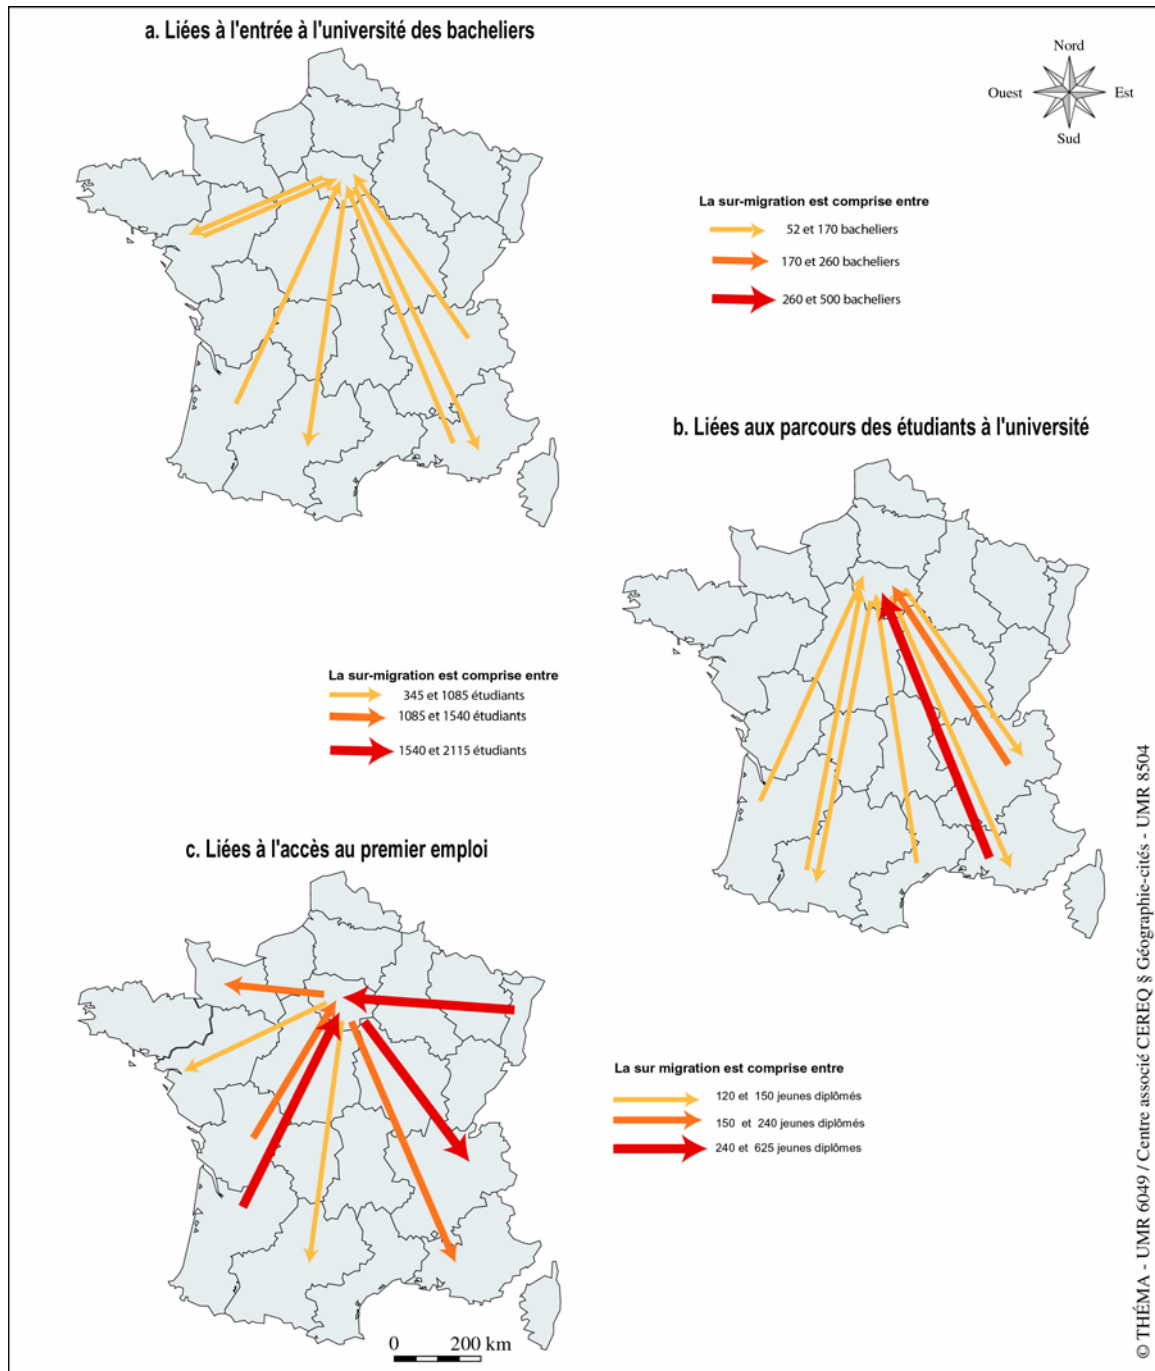 a. Liées à l'entrée à l'université des bacheliers
Nord
Ouest
Est
Sud
La sur-migration est comprise entre
52 et 170 bacheliers
170 et 260 bacheliers
260 et 500 bacheliers
b. Liées aux parcours des étudiants à l'université
La sur-migration est comprise entre
345 et 1085 étudiants
1085 et 1540 étudiants
1540 et 2115 étudiants
c. Liées à l'accès au premier emploi
La sur migration est comprise entre
120 et 150 jeunes diplômés
150 et 240 jeunes diplômés
240 et 625 jeunes diplômes
0 200 km
© THÉMA - UMR 6049 / Centre associé CEREQ § Géographie-cités - UMR 8504